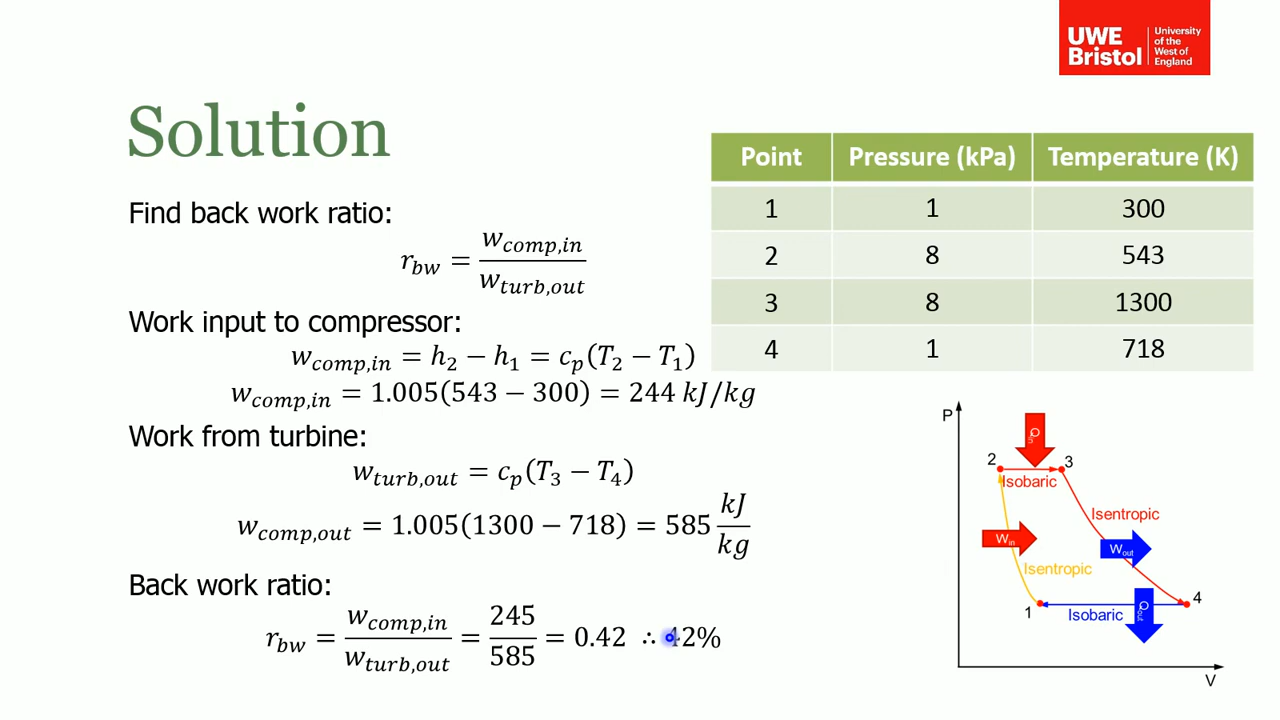 UWE Bristol
University of the West of England
Solution
Find back work ratio:
r_bw = w_comp,in / w_turb,out
Work input to compressor:
w_comp,in = h_2 − h_1 = c_p(T_2 − T_1)
w_comp,in = 1.005(543 − 300) = 244 kJ/kg
Work from turbine:
w_turb,out = c_p(T_3 − T_4)
w_comp,out = 1.005(1300 − 718) = 585 kJ/kg
Back work ratio:
r_bw = w_comp,in / w_turb,out = 245/585 = 0.42 ∴ 42%
Point Pressure (kPa) Temperature (K)
1 1 300
2 8 543
3 8 1300
4 1 718
P
Q_in
2 3
Isobaric
Isentropic
W_in
W_out
Isentropic
1
Isobaric
Q_out
4
V